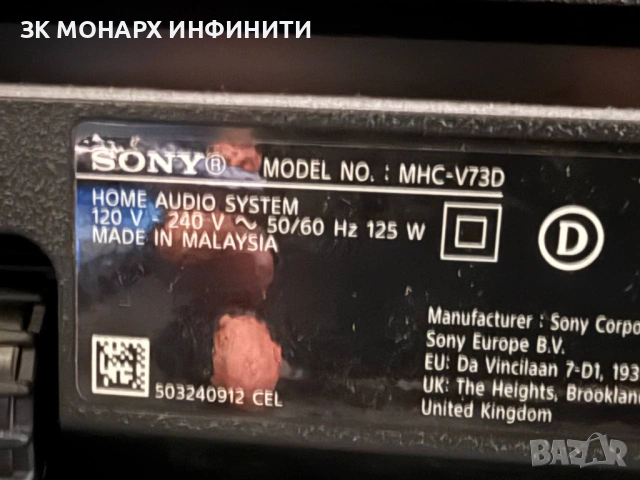 ЗК МОНАРХ ИНФИНИТИ
SONY® MODEL NO. : MHC-V73D
HOME AUDIO SYSTEM
120 V - 240 V ~ 50/60 Hz 125 W
MADE IN MALAYSIA
D
Manufacturer : Sony Corpo
Sony Europe B.V.
EU: Da Vincilaan 7-D1, 193
UK: The Heights, Brooklan
United Kingdom
503240912 CEL
BAZAR